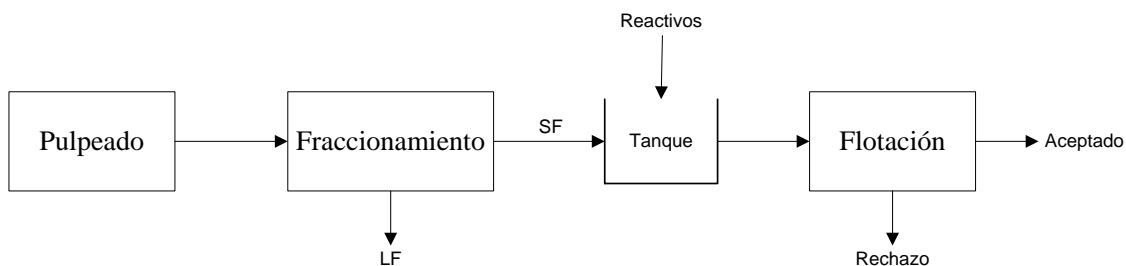 Reactivos
Pulpeado
Fraccionamiento
SF
Tanque
Flotación
Aceptado
LF
Rechazo